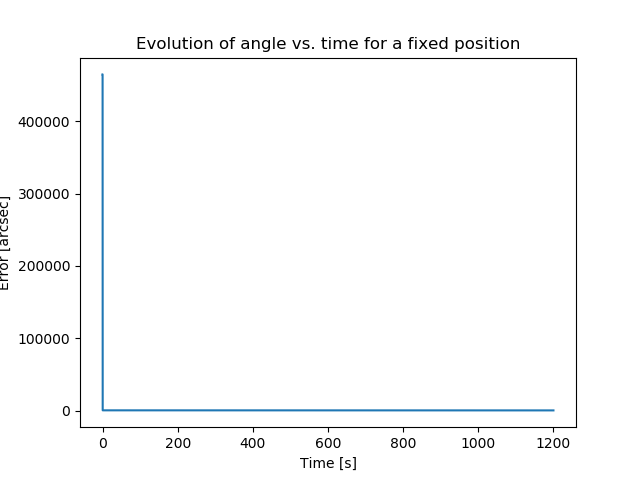 Evolution of angle vs. time for a fixed position
Error [arcsec]
400000
300000
200000
100000
0
0 200 400 600 800 1000 1200
Time [s]